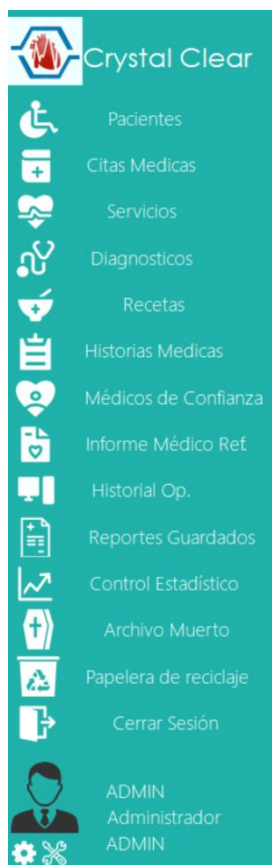 Crystal Clear
Pacientes
Citas Medicas
Servicios
Diagnosticos
Recetas
Historias Medicas
Médicos de Confianza
Informe Médico Ref.
Historial Op.
Reportes Guardados
Control Estadístico
Archivo Muerto
Papelera de reciclaje
Cerrar Sesión
ADMIN
Administrador
ADMIN